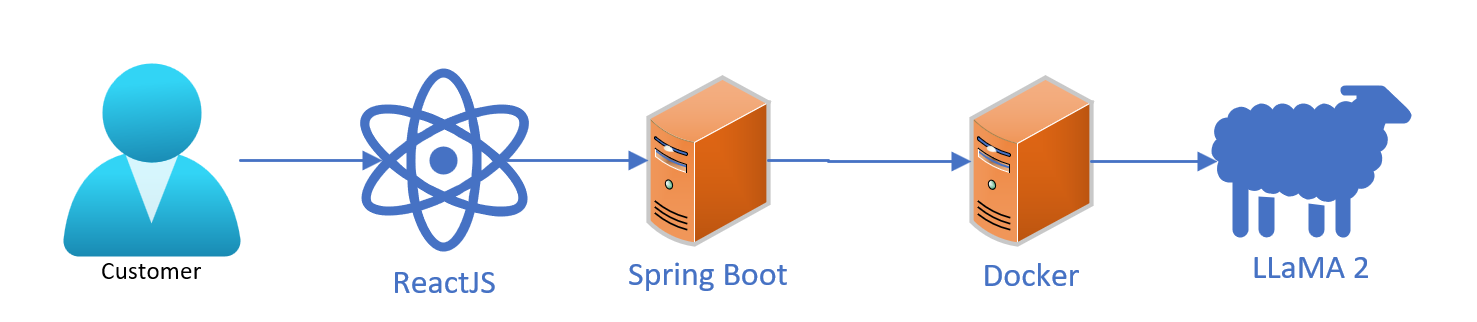 Customer
ReactJS
Spring Boot
Docker
LLaMA 2